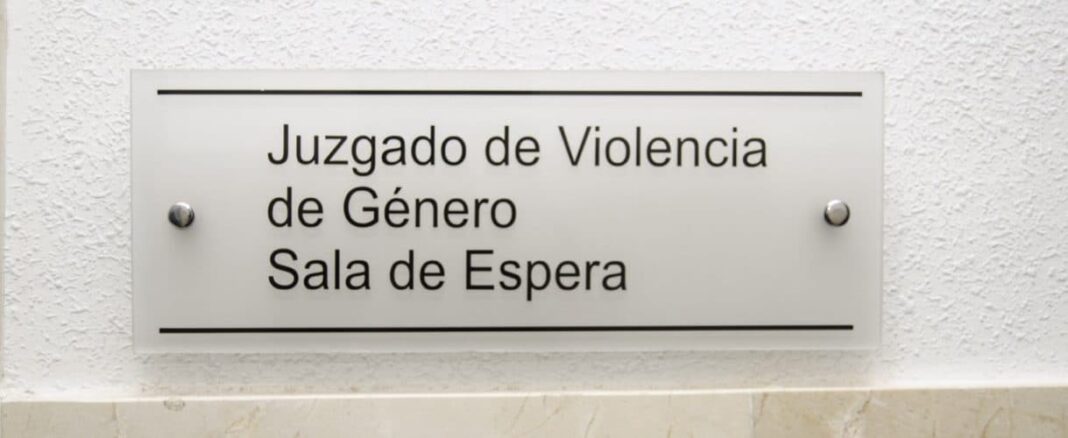 Juzgado de Violencia
de Género
Sala de Espera